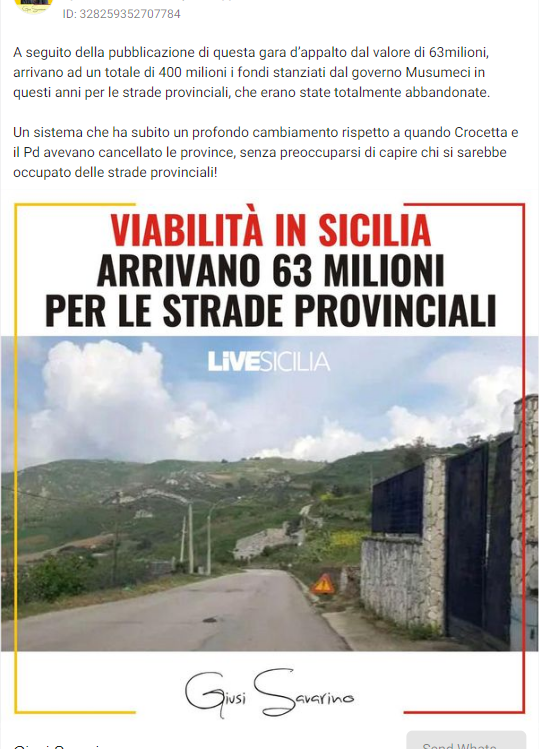 ID: 328259352707784
A seguito della pubblicazione di questa gara d'appalto dal valore di 63milioni,
arrivano ad un totale di 400 milioni i fondi stanziati dal governo Musumeci in
questi anni per le strade provinciali, che erano state totalmente abbandonate.
Un sistema che ha subito un profondo cambiamento rispetto a quando Crocetta e
il Pd avevano cancellato le province, senza preoccuparsi di capire chi si sarebbe
occupato delle strade provinciali!
VIABILITÀ IN SICILIA
ARRIVANO 63 MILIONI
PER LE STRADE PROVINCIALI
LiVESICILIA
Giusi Savarino